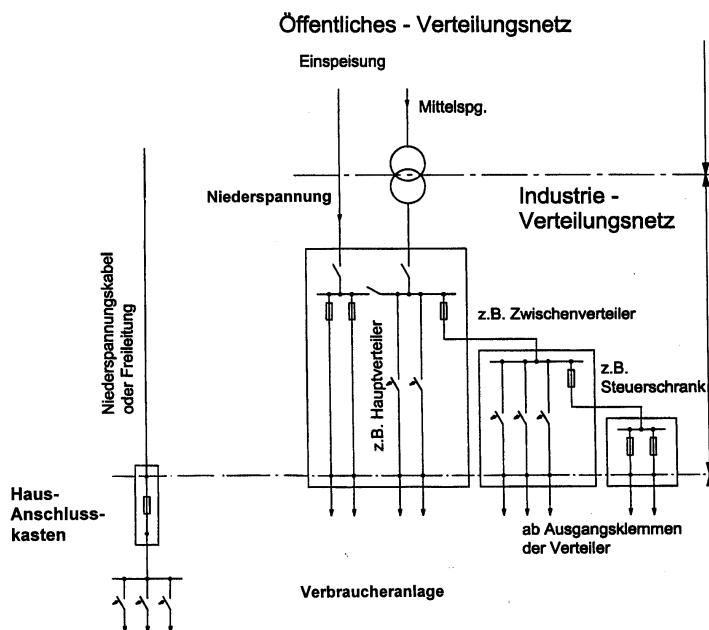 Öffentliches - Verteilungsnetz
Einspeisung
Mittelspg.
Niederspannung
Industrie -
Verteilungsnetz
Niederspannungskabel
oder Freileitung
z.B. Hauptverteiler
z.B. Zwischenverteiler
z.B.
Steuerschrank
Haus-
Anschluss-
kasten
ab Ausgangsklemmen
der Verteiler
Verbraucheranlage